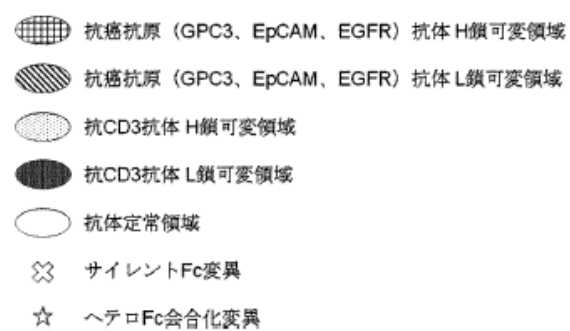 抗癌抗原（GPC3、EpCAM、EGFR）抗体 H鎖可変領域
抗癌抗原（GPC3、EpCAM、EGFR）抗体 L鎖可変領域
抗CD3抗体 H鎖可変領域
抗CD3抗体 L鎖可変領域
抗体定常領域
サイレントFc変異
ヘテロFc会合化変異